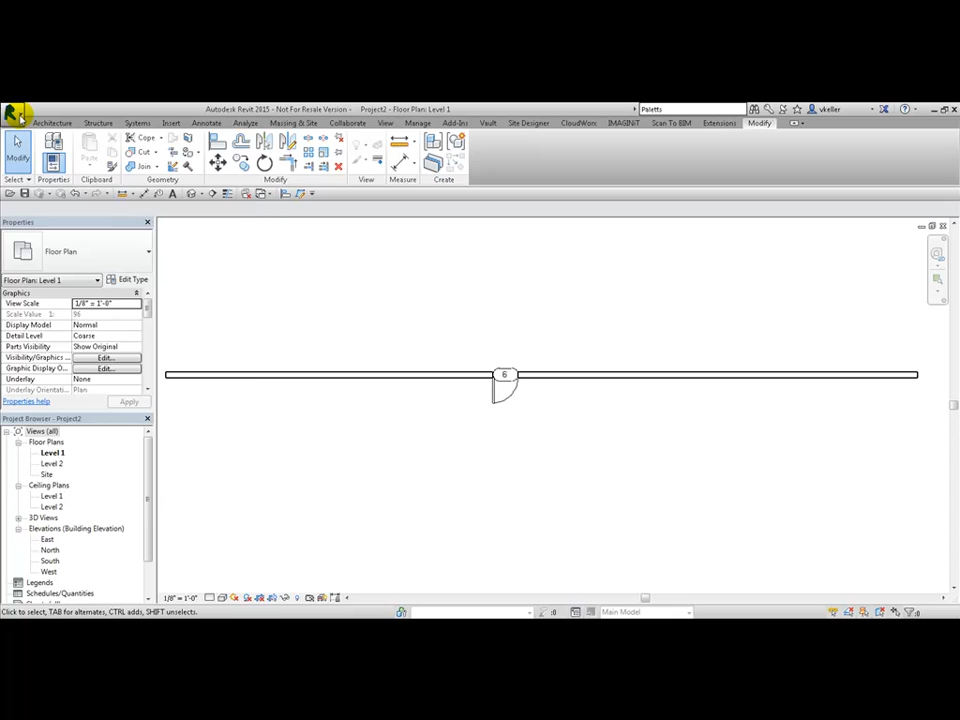 Autodesk Revit 2015 - Not For Resale Version - Project2 - Floor Plan: Level 1
Paletts
vkeller
Architecture Structure Systems Insert Annotate Analyze Massing & Site Collaborate View Manage Add-Ins Vault Site Designer CloudWorx IMAGINiT Scan To BIM Extensions Modify
Cope
Cut
Join
Modify
Paste
Select Properties Clipboard Geometry Modify View Measure Create
Properties
Floor Plan
Floor Plan: Level 1 Edit Type
Graphics
View Scale 1/8" = 1'-0"
Scale Value 1: 96
Display Model Normal
Detail Level Coarse
Parts Visibility Show Original
Visibility/Graphics ... Edit...
Graphic Display O... Edit...
Underlay None
Underlay Orientati... Plan
Properties help Apply
Project Browser - Project2
Views (all)
Floor Plans
Level 1
Level 2
Site
Ceiling Plans
Level 1
Level 2
3D Views
Elevations (Building Elevation)
East
North
South
West
Legends
Schedules/Quantities
6
1/8" = 1'-0"
Click to select, TAB for alternates, CTRL adds, SHIFT unselects.
:0
Main Model
:0